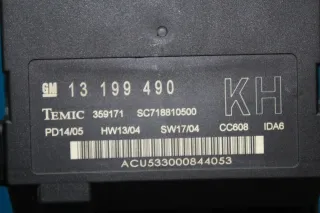 GM 13 199 490 KH
TEMIC 359171 SC718810500
PD14/05 HW13/04 SW17/04 CC608 IDA6
ACU533000844053